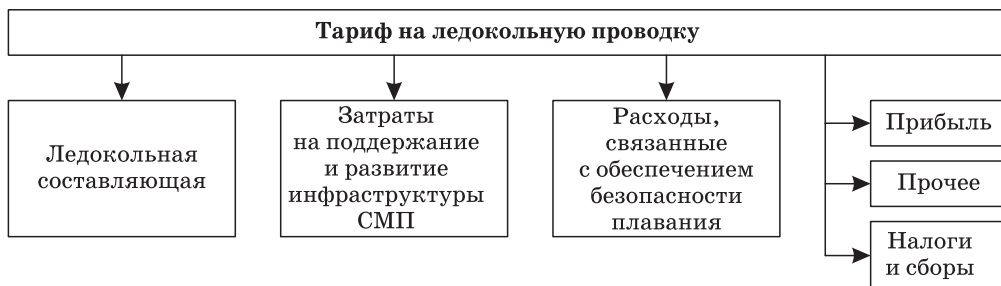 Тариф на ледокольную проводку
Ледокольная
составляющая
Затраты
на поддержание
и развитие
инфраструктуры
СМП
Расходы,
связанные
с обеспечением
безопасности
плавания
Прибыль
Прочее
Налоги
и сборы